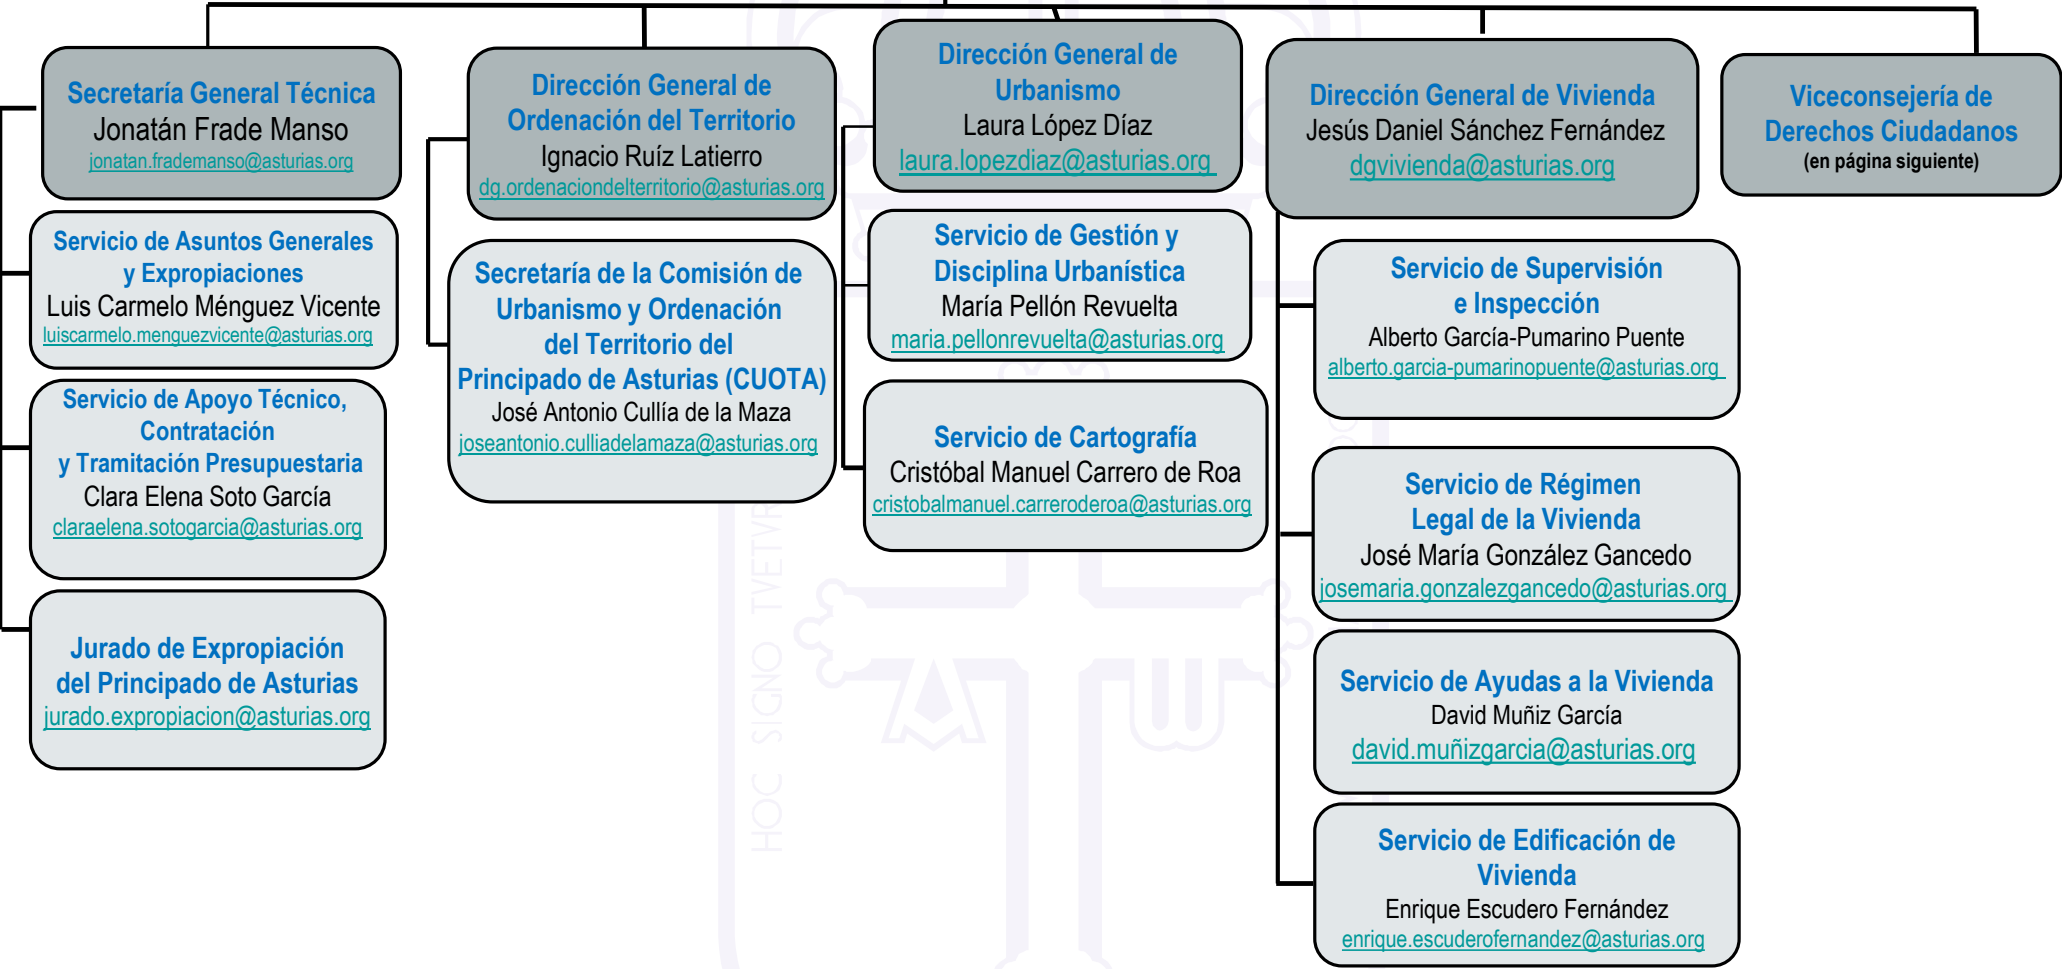 Secretaría General Técnica
Jonatán Frade Manso
jonatan.frademanso@asturias.org
Servicio de Asuntos Generales
y Expropiaciones
Luis Carmelo Ménguez Vicente
luiscarmelo.menguezvicente@asturias.org
Servicio de Apoyo Técnico,
Contratación
y Tramitación Presupuestaria
Clara Elena Soto García
claraelena.sotogarcia@asturias.org
Jurado de Expropiación
del Principado de Asturias
jurado.expropiacion@asturias.org
Dirección General de
Ordenación del Territorio
Ignacio Ruíz Latierro
dg.ordenaciondelterritorio@asturias.org
Secretaría de la Comisión de
Urbanismo y Ordenación
del Territorio del
Principado de Asturias (CUOTA)
José Antonio Cullía de la Maza
joseantonio.culliadelamaza@asturias.org
Dirección General de
Urbanismo
Laura López Díaz
laura.lopezdiaz@asturias.org
Servicio de Gestión y
Disciplina Urbanística
María Pellón Revuelta
maria.pellonrevuelta@asturias.org
Servicio de Cartografía
Cristóbal Manuel Carrero de Roa
cristobalmanuel.carreroderoa@asturias.org
Dirección General de Vivienda
Jesús Daniel Sánchez Fernández
dgvivienda@asturias.org
Servicio de Supervisión
e Inspección
Alberto García-Pumarino Puente
alberto.garcia-pumarinopuente@asturias.org
Servicio de Régimen
Legal de la Vivienda
José María González Gancedo
josemaria.gonzalezgancedo@asturias.org
Servicio de Ayudas a la Vivienda
David Muñiz García
david.muñizgarcia@asturias.org
Servicio de Edificación de
Vivienda
Enrique Escudero Fernández
enrique.escuderofernandez@asturias.org
Viceconsejería de
Derechos Ciudadanos
(en página siguiente)
HOC SIGNO TVETVR